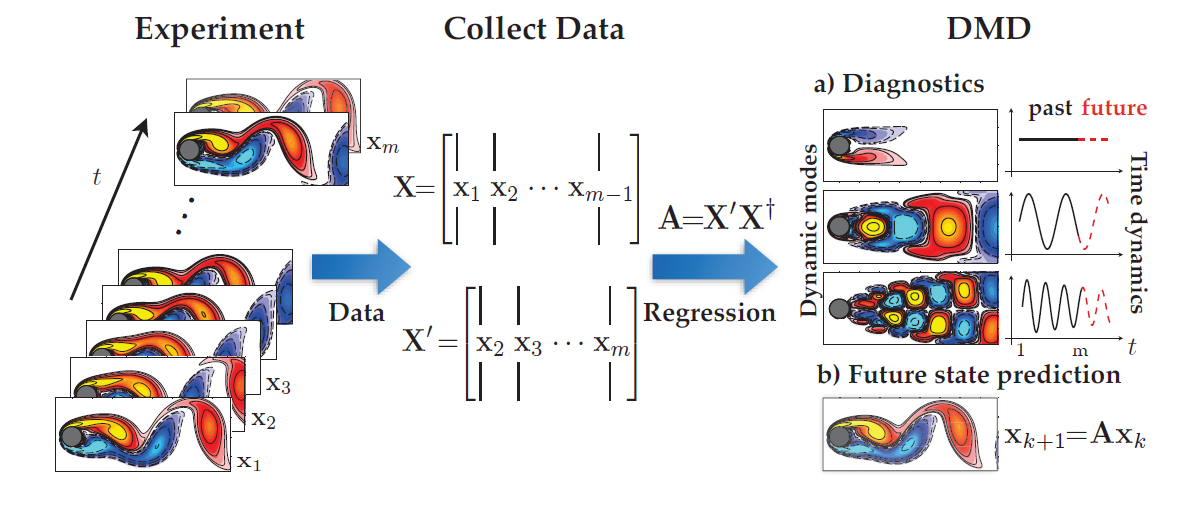 Experiment
Collect Data
DMD
t
x_m
x_3
x_2
x_1
Data
X=[x_1 x_2 ⋯ x_{m−1}]
X′=[x_2 x_3 ⋯ x_m]
A=X′X†
Regression
a) Diagnostics
past future
Dynamic modes
Time dynamics
1 m t
b) Future state prediction
x_{k+1}=Ax_k